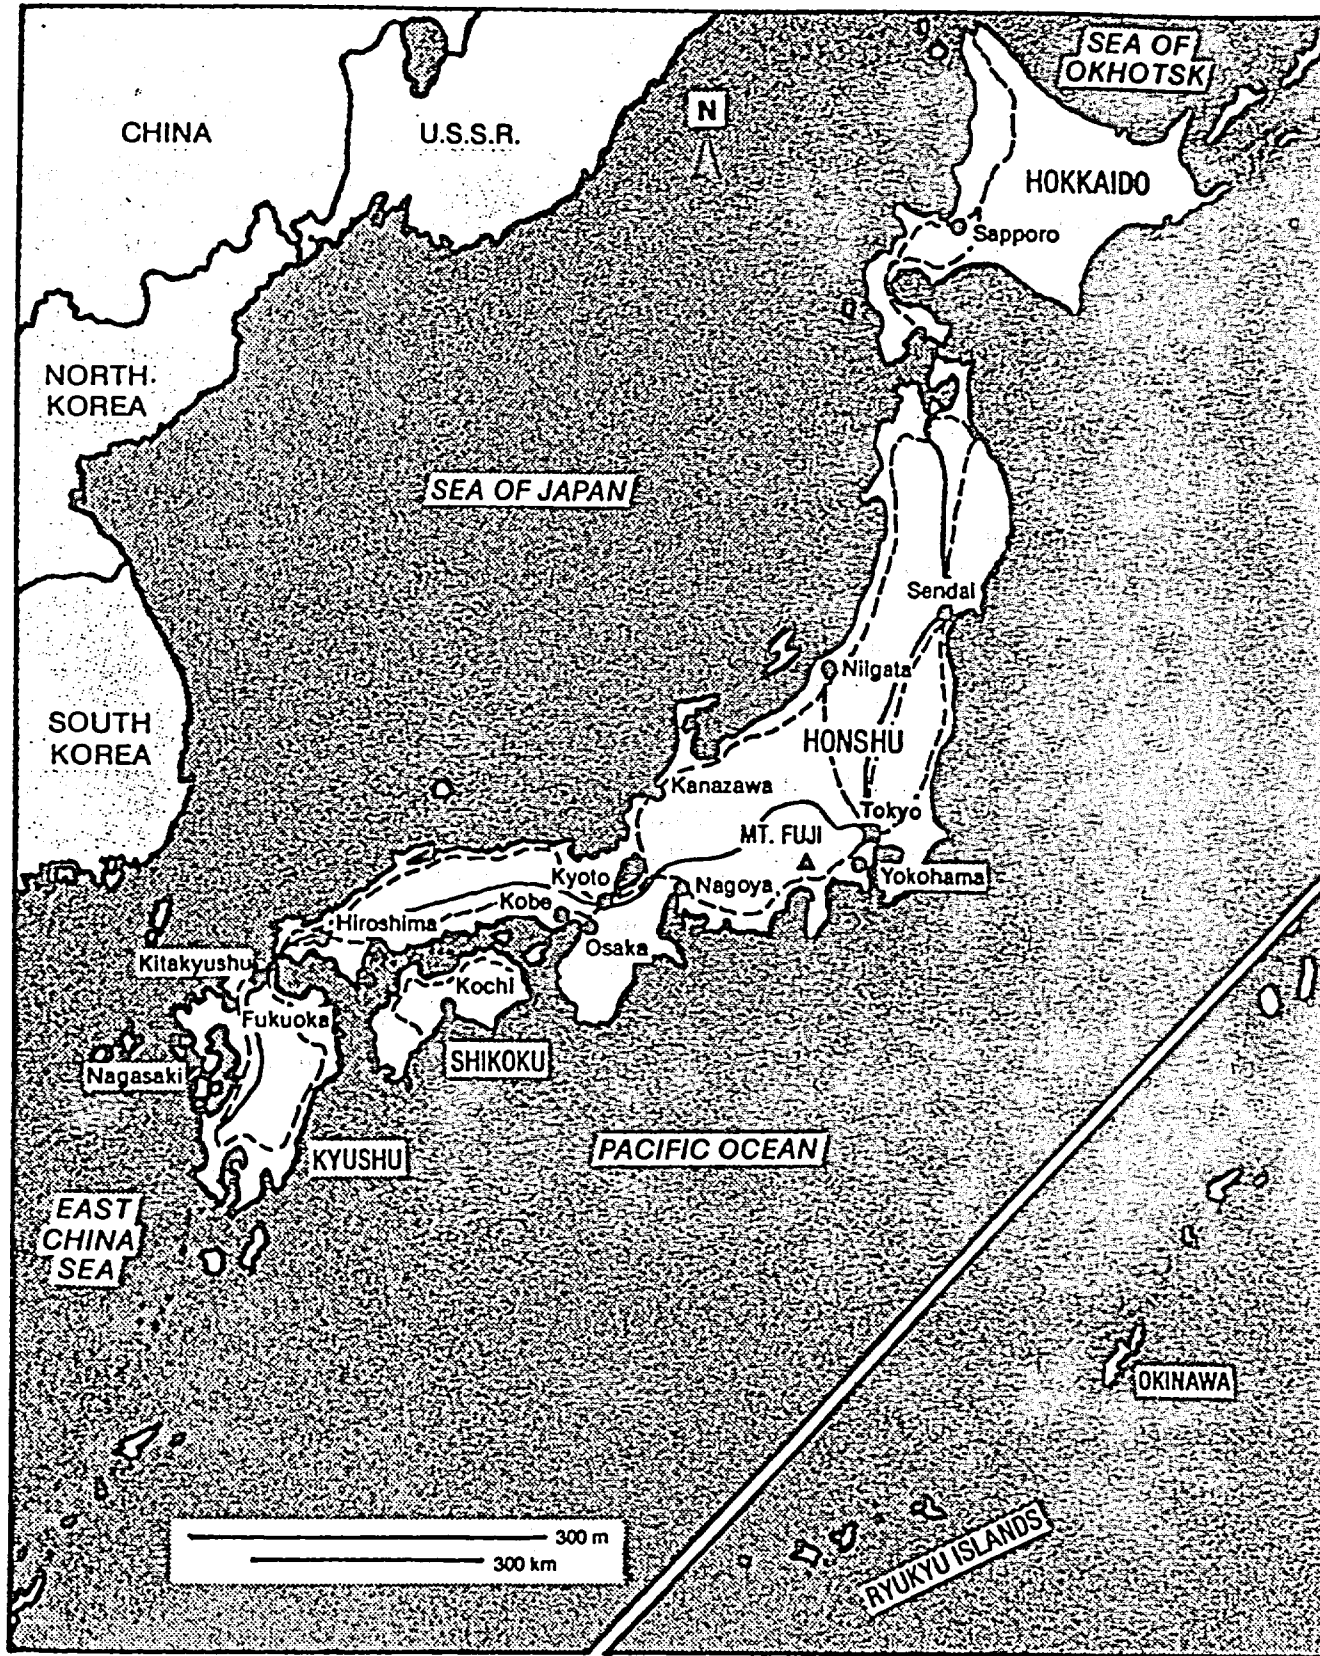 SEA OF
OKHOTSK
CHINA
U.S.S.R.
N
HOKKAIDO
Sapporo
NORTH
KOREA
SEA OF JAPAN
Sendai
Niigata
SOUTH
KOREA
HONSHU
Kanazawa
Tokyo
MT. FUJI
Kyoto
Nagoya
Yokohama
Kobe
Hiroshima
Osaka
Kitakyushu
Kochi
Fukuoka
SHIKOKU
Nagasaki
PACIFIC OCEAN
KYUSHU
EAST
CHINA
SEA
OKINAWA
300 m
300 km
RYUKYU ISLANDS